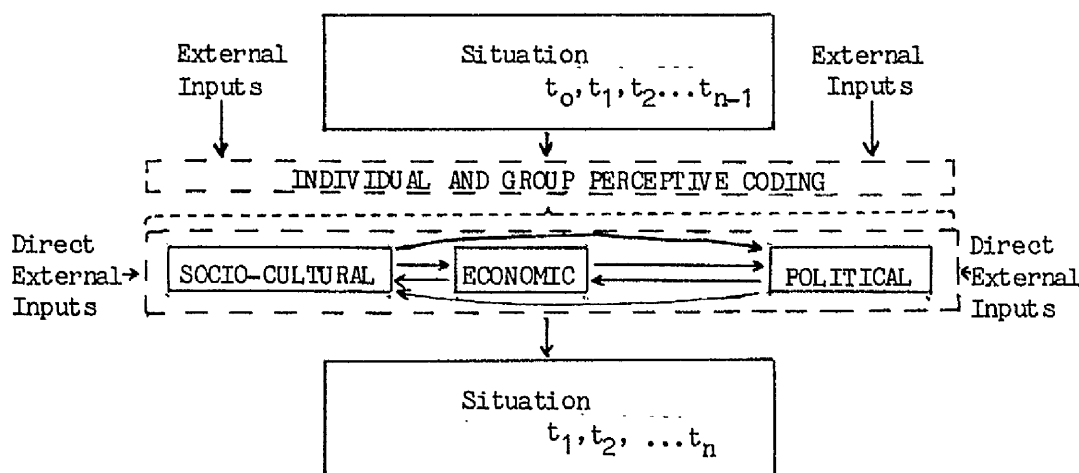 External
Inputs
Situation
t₀,t₁,t₂...tₙ₋₁
External
Inputs
INDIVIDUAL AND GROUP PERCEPTIVE CODING
Direct
External
Inputs
SOCIO-CULTURAL
ECONOMIC
POLITICAL
Direct
External
Inputs
Situation
t₁,t₂, ...tₙ